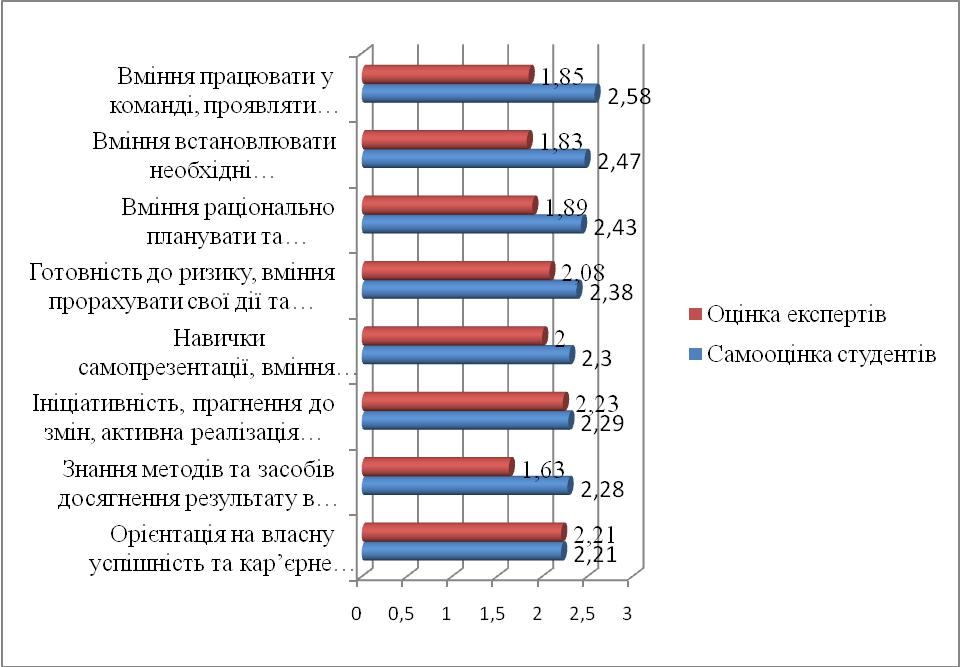 Вміння працювати у
команді, проявляти…
1,85
2,58
Вміння встановлювати
необхідні…
1,83
2,47
Вміння раціонально
планувати та…
1,89
2,43
Готовність до ризику, вміння
прорахувати свої дії та…
2,08
2,38
Навички
самопрезентації, вміння…
2
2,3
Ініціативність, прагнення до
змін, активна реалізація…
2,23
2,29
Знання методів та засобів
досягнення результату в…
1,63
2,28
Орієнтація на власну
успішність та кар’єрне…
2,21
2,21
0 0,5 1 1,5 2 2,5 3
Оцінка експертів
Самооцінка студентів